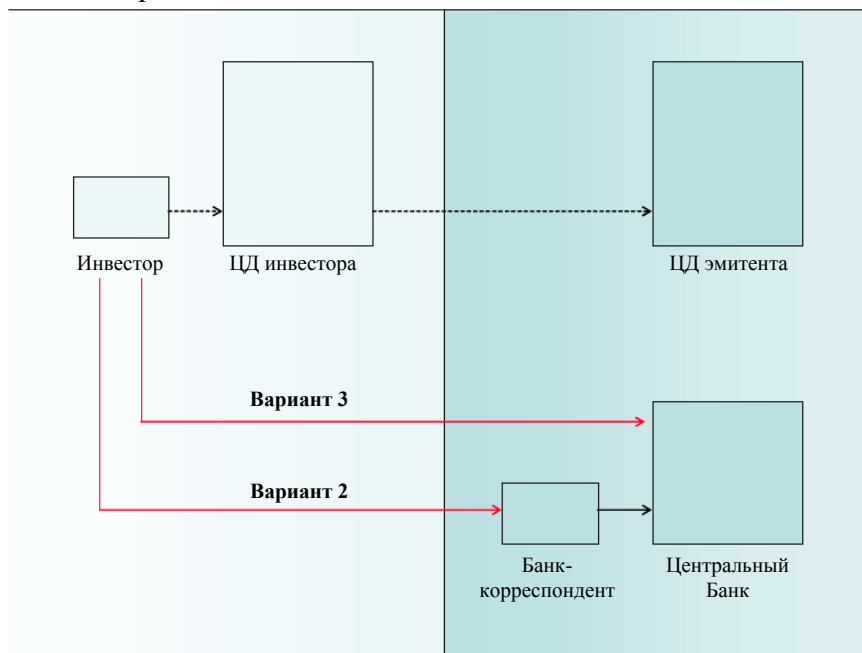 Инвестор
ЦД инвестора
ЦД эмитента
Вариант 3
Вариант 2
Банк-
корреспондент
Центральный
Банк